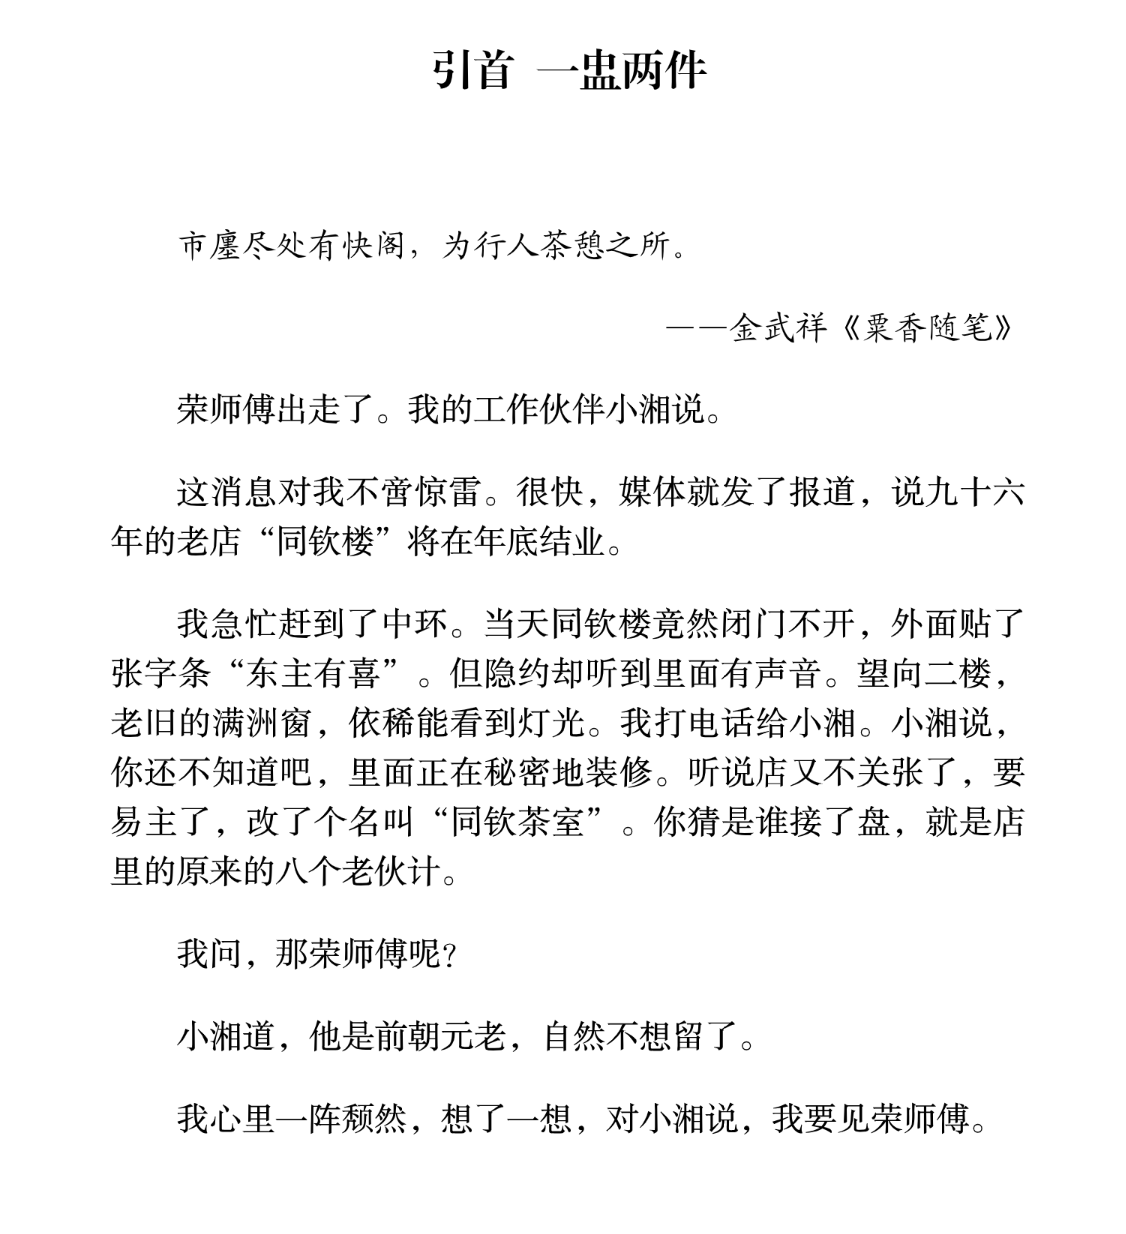 引首 一盅两件
市廛尽处有快阁，为行人茶憩之所。
——金武祥《粟香随笔》
荣师傅出走了。我的工作伙伴小湘说。
这消息对我不啻惊雷。很快，媒体就发了报道，说九十六
年的老店“同钦楼”将在年底结业。
我急忙赶到了中环。当天同钦楼竟然闭门不开，外面贴了
张字条“东主有喜”。但隐约却听到里面有声音。望向二楼，
老旧的满洲窗，依稀能看到灯光。我打电话给小湘。小湘说，
你还不知道吧，里面正在秘密地装修。听说店又不关张了，要
易主了，改了个名叫“同钦茶室”。你猜是谁接了盘，就是店
里的原来的八个老伙计。
我问，那荣师傅呢？
小湘道，他是前朝元老，自然不想留了。
我心里一阵颓然，想了一想，对小湘说，我要见荣师傅。